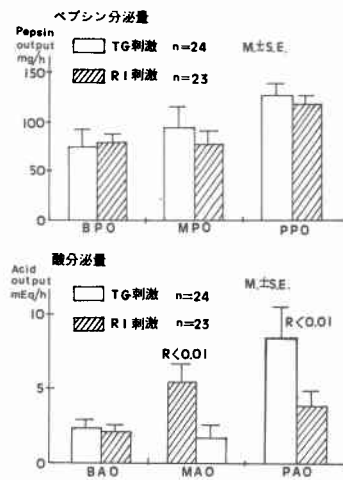 ペプシン分泌量
Pepsin
output
mg/h
TG刺激 n=24
M.±S.E.
RI刺激 n=23
150
100
50
0
BPO MPO PPO
酸分泌量
Acid
output
mEq/h
TG刺激 n=24
M.±S.E.
RI刺激 n=23
10
R<0.01
R<0.01
5
0
BAO MAO PAO